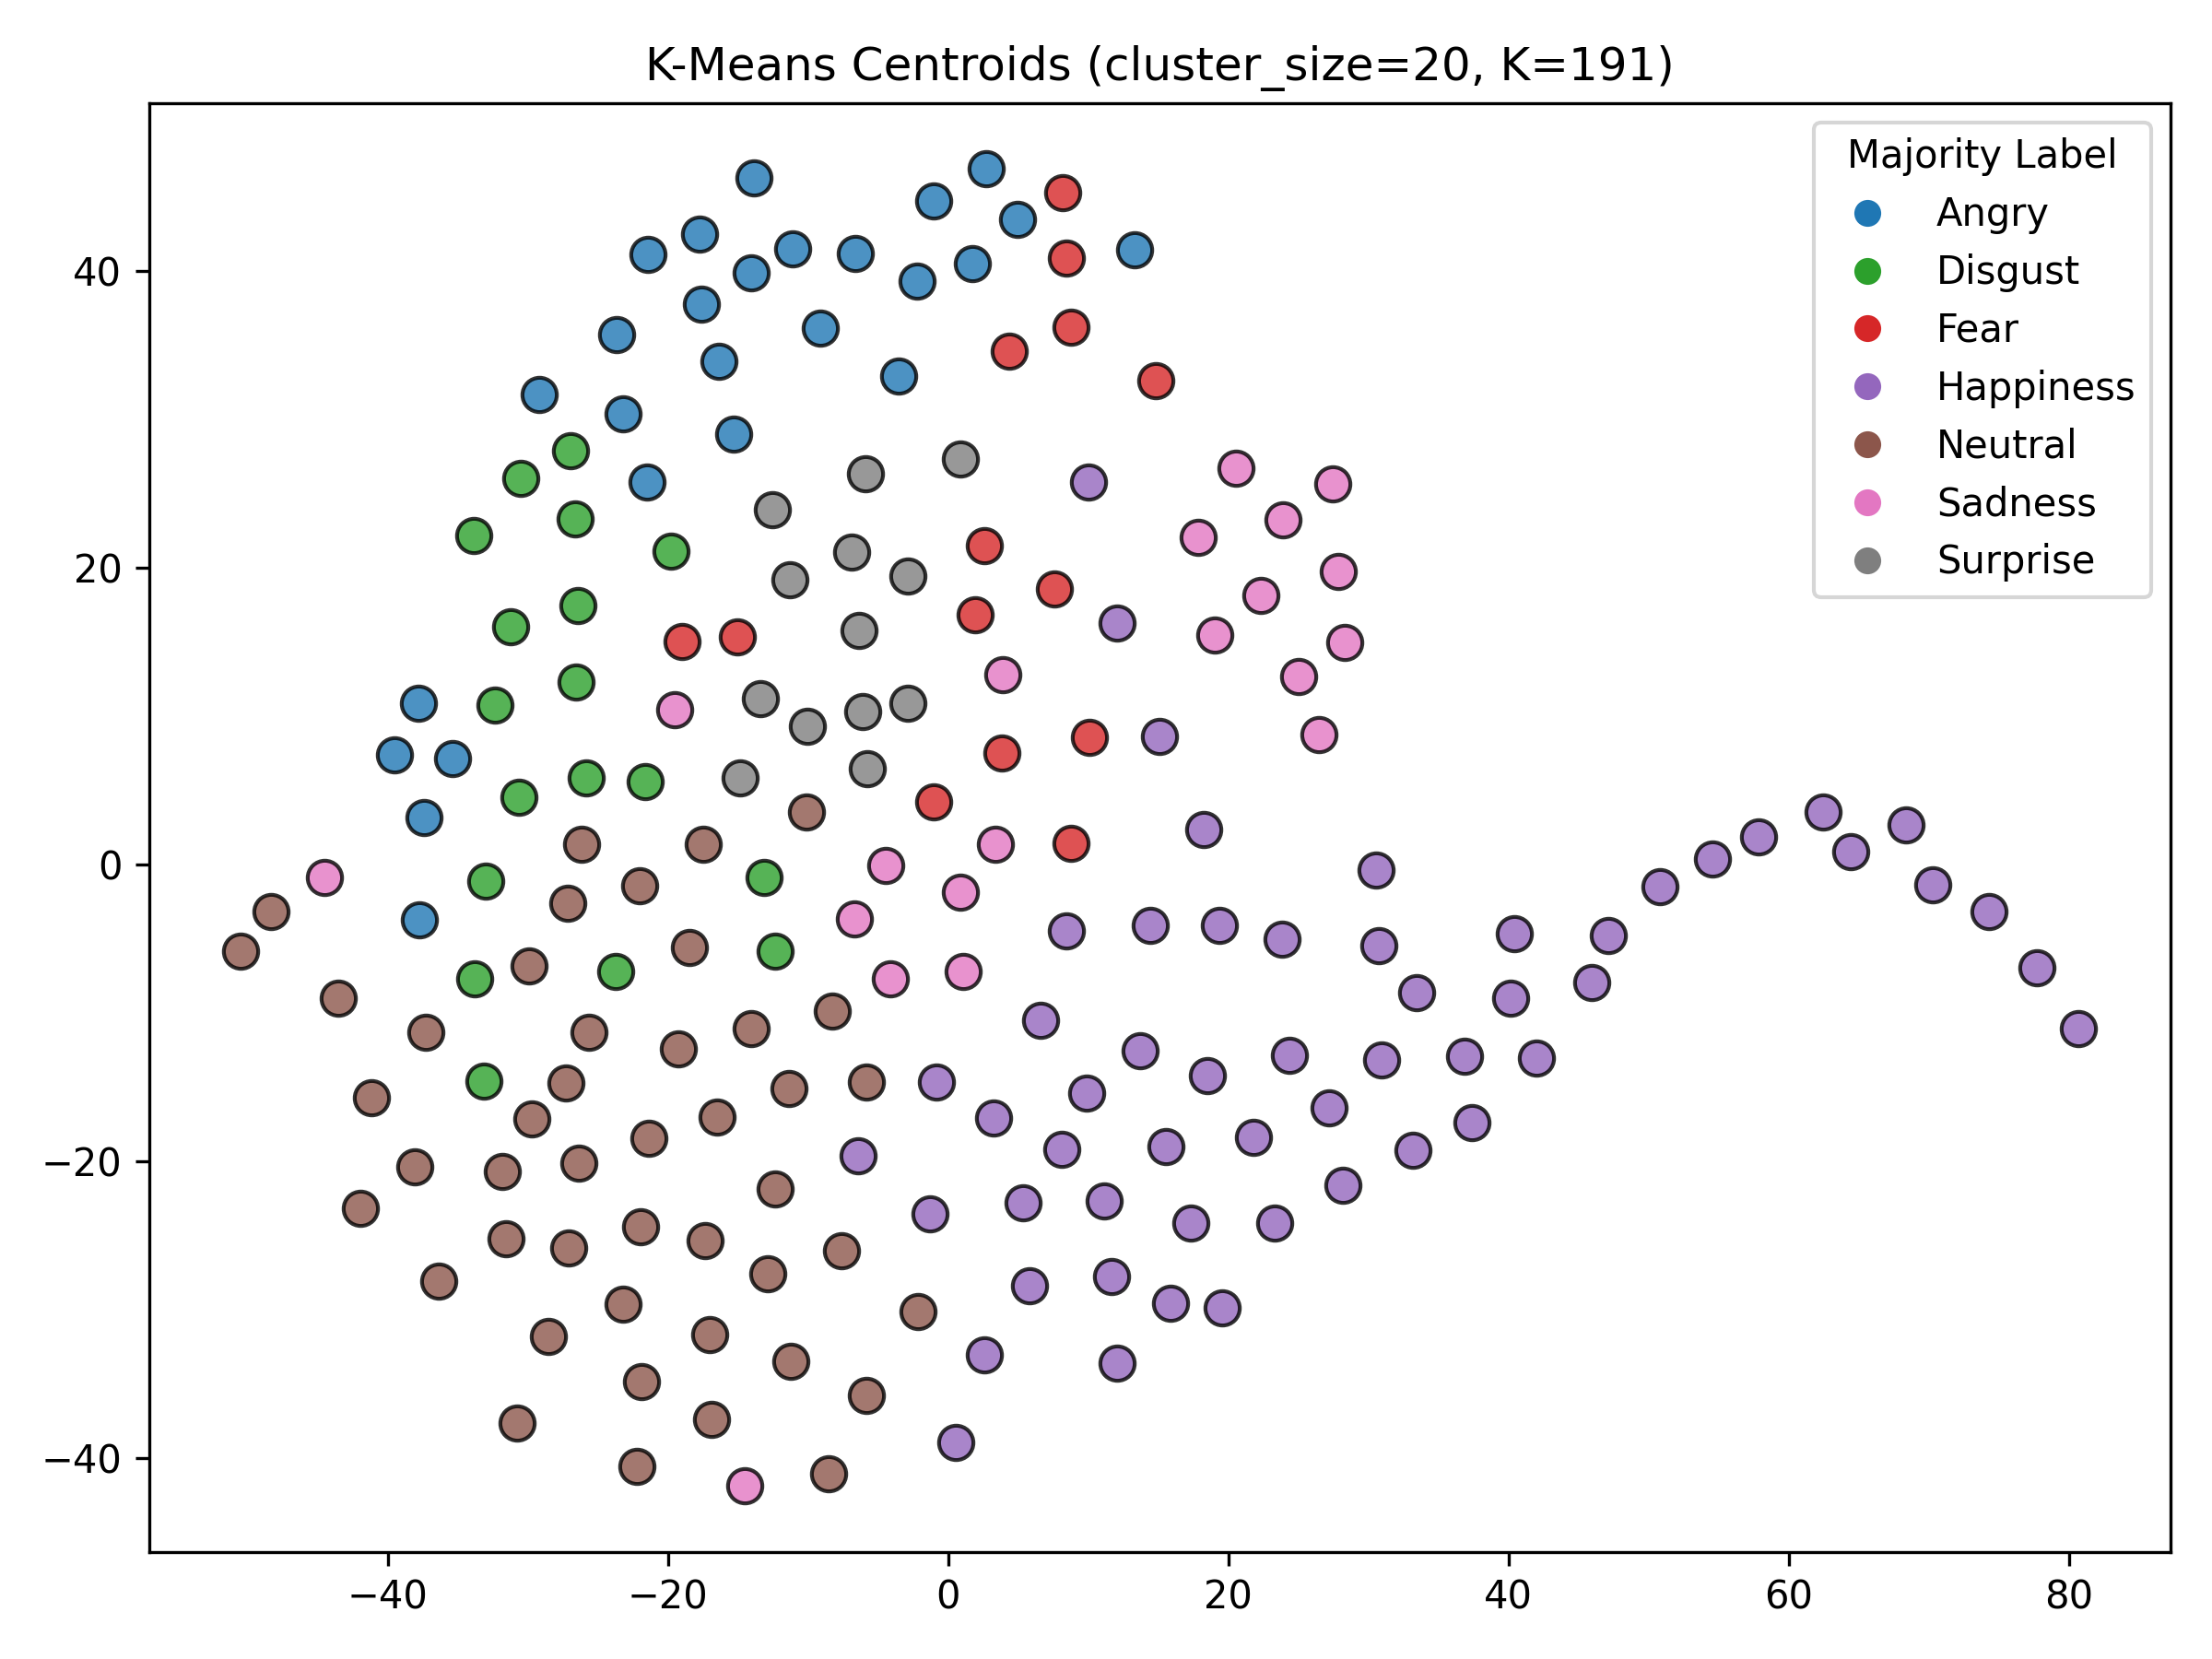 K-Means Centroids (cluster_size=20, K=191)
Majority Label
Angry
Disgust
Fear
Happiness
Neutral
Sadness
Surprise
40
20
0
−20
−40
−40 −20 0 20 40 60 80